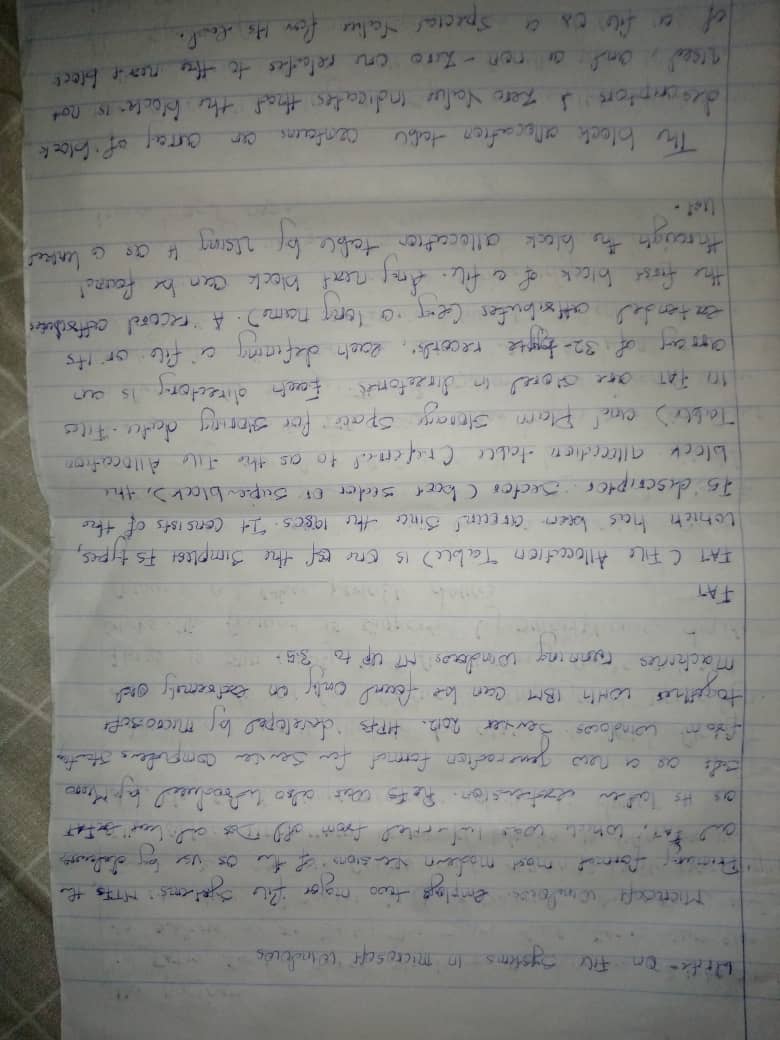 Write-on File Systems in Microsoft Windows
Microsoft Windows employs two major file systems: NTFS, the
Primary format most modern versions of the OS use by default,
and FAT, which was inherited from old DOS and has exFAT
as its later extension. ReFS was also introduced by Micro
Soft as a new generation format for server computers starting
from Windows Server 2012. HPFS developed by Microsoft
together with IBM can be found only on extremely old
machines running Windows NT up to 3.5.
FAT
FAT (File Allocation Table) is one of the simplest Fs types,
which has been around since the 1980s. It consists of the
FS descriptor Sector (boot sector or superblock), the
block allocation table (referred to as the File Allocation
Table) and Plain storage space for storing data. Files
in FAT are stored in directories. Each directory is an
array of 32-byte records, each defining a file or its
extended attributes (e.g. a long name). A record attributes
the first block of a file. Any next block can be found
through the block allocation table by using it as a linked
list.
The block allocation table contains an array of block
descriptors. A Zero Value indicates that the block is not
used, and a non-Zero one relates to the next block
of a file or a special value for its end.